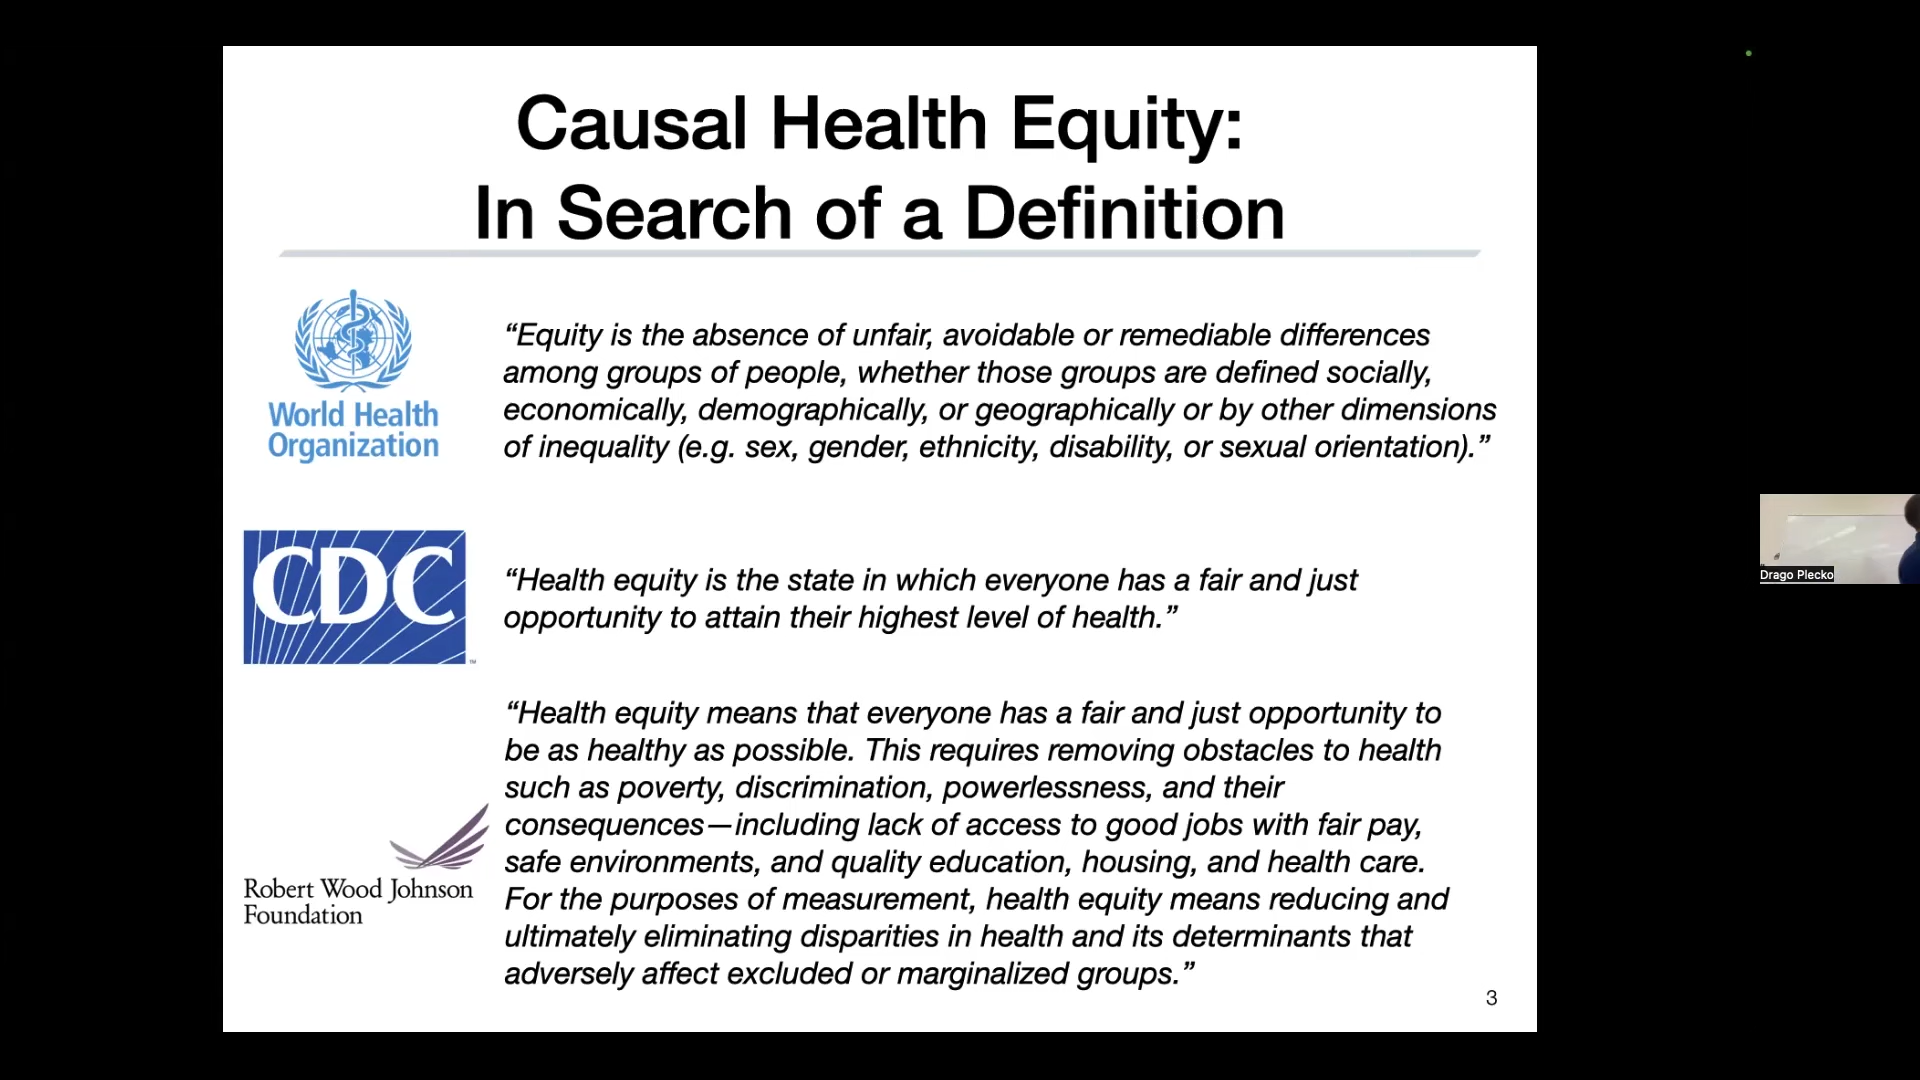 Causal Health Equity:
In Search of a Definition
World Health
Organization
“Equity is the absence of unfair, avoidable or remediable differences
among groups of people, whether those groups are defined socially,
economically, demographically, or geographically or by other dimensions
of inequality (e.g. sex, gender, ethnicity, disability, or sexual orientation).”
CDC
TM
“Health equity is the state in which everyone has a fair and just
opportunity to attain their highest level of health.”
Robert Wood Johnson
Foundation
“Health equity means that everyone has a fair and just opportunity to
be as healthy as possible. This requires removing obstacles to health
such as poverty, discrimination, powerlessness, and their
consequences—including lack of access to good jobs with fair pay,
safe environments, and quality education, housing, and health care.
For the purposes of measurement, health equity means reducing and
ultimately eliminating disparities in health and its determinants that
adversely affect excluded or marginalized groups.”
3
Drago Plecko